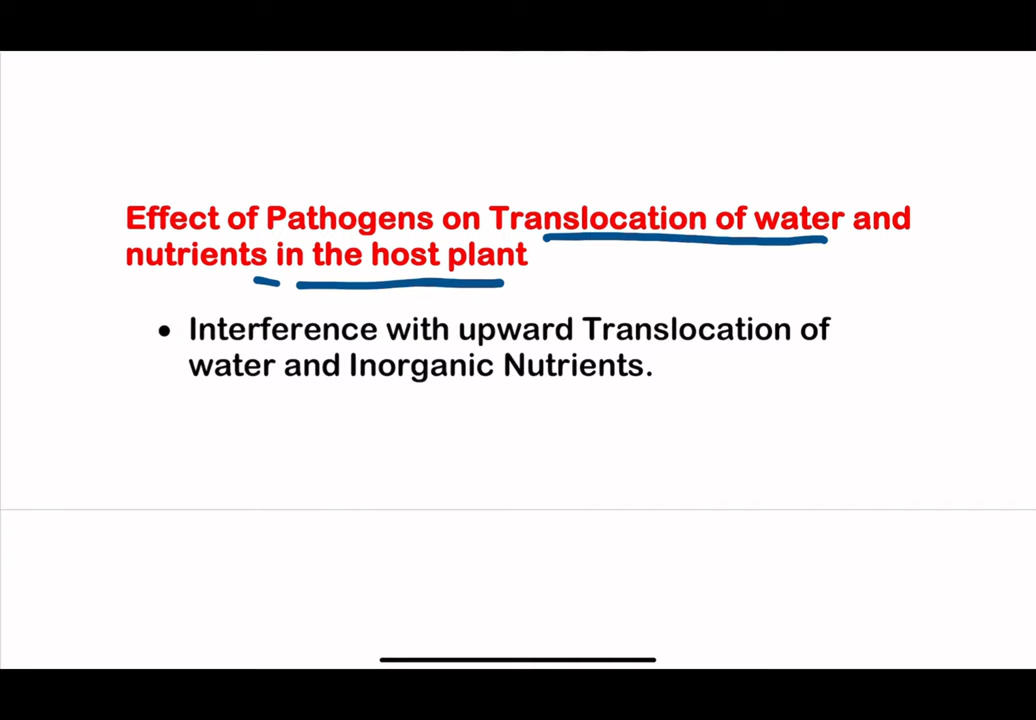 Effect of Pathogens on Translocation of water and
nutrients in the host plant
• Interference with upward Translocation of
water and Inorganic Nutrients.